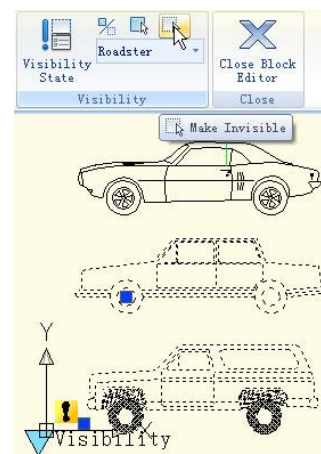 Visibility
State
Roadster
Close Block
Editor
Visibility
Close
Make Invisible
Y
X
Visibility